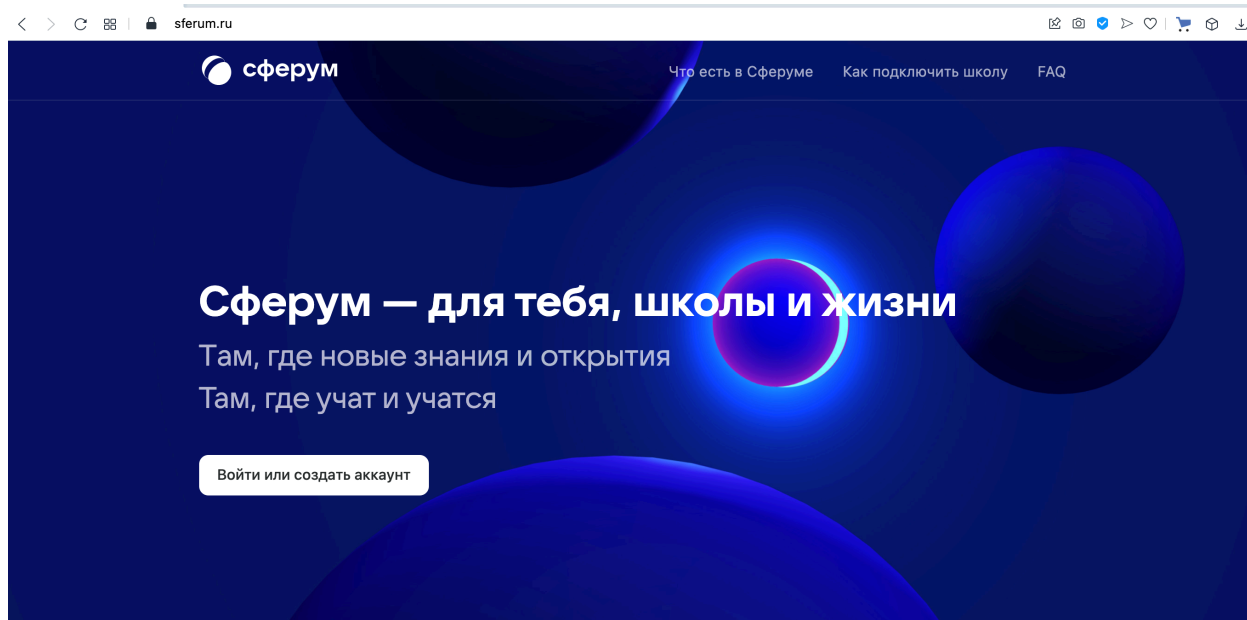 sferum.ru
сферум
Что есть в Сферуме
Как подключить школу
FAQ
Сферум — для тебя, школы и жизни
Там, где новые знания и открытия
Там, где учат и учатся
Войти или создать аккаунт